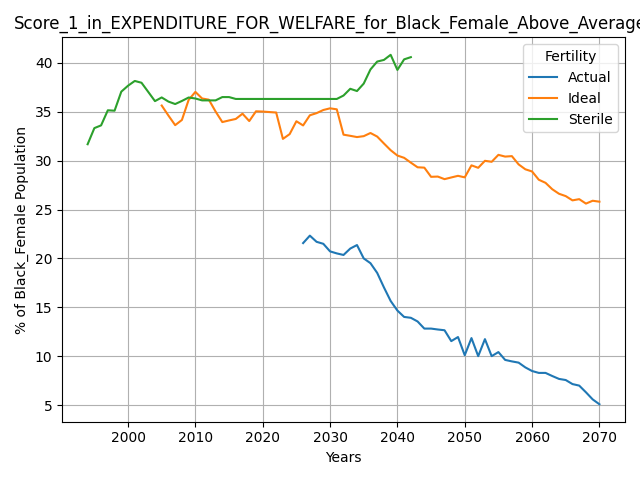 Score_1_in_EXPENDITURE_FOR_WELFARE_for_Black_Female_Above_Average
% of Black_Female Population
40
35
30
25
20
15
10
5
Fertility
Actual
Ideal
Sterile
2000
2010
2020
2030
2040
2050
2060
2070
Years